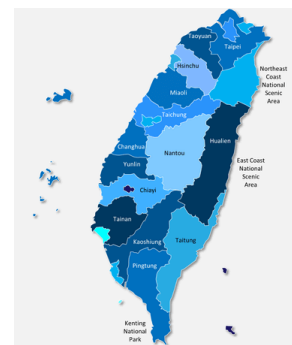 Taoyuan
Taipei
Hsinchu
Northeast
Coast
National
Scenic
Area
Miaoli
Taichung
Changhua
Hualien
Nantou
Yunlin
East Coast
National
Scenic
Area
Chiayi
Tainan
Kaoshiung
Taitung
Pingtung
Kenting
National
Park